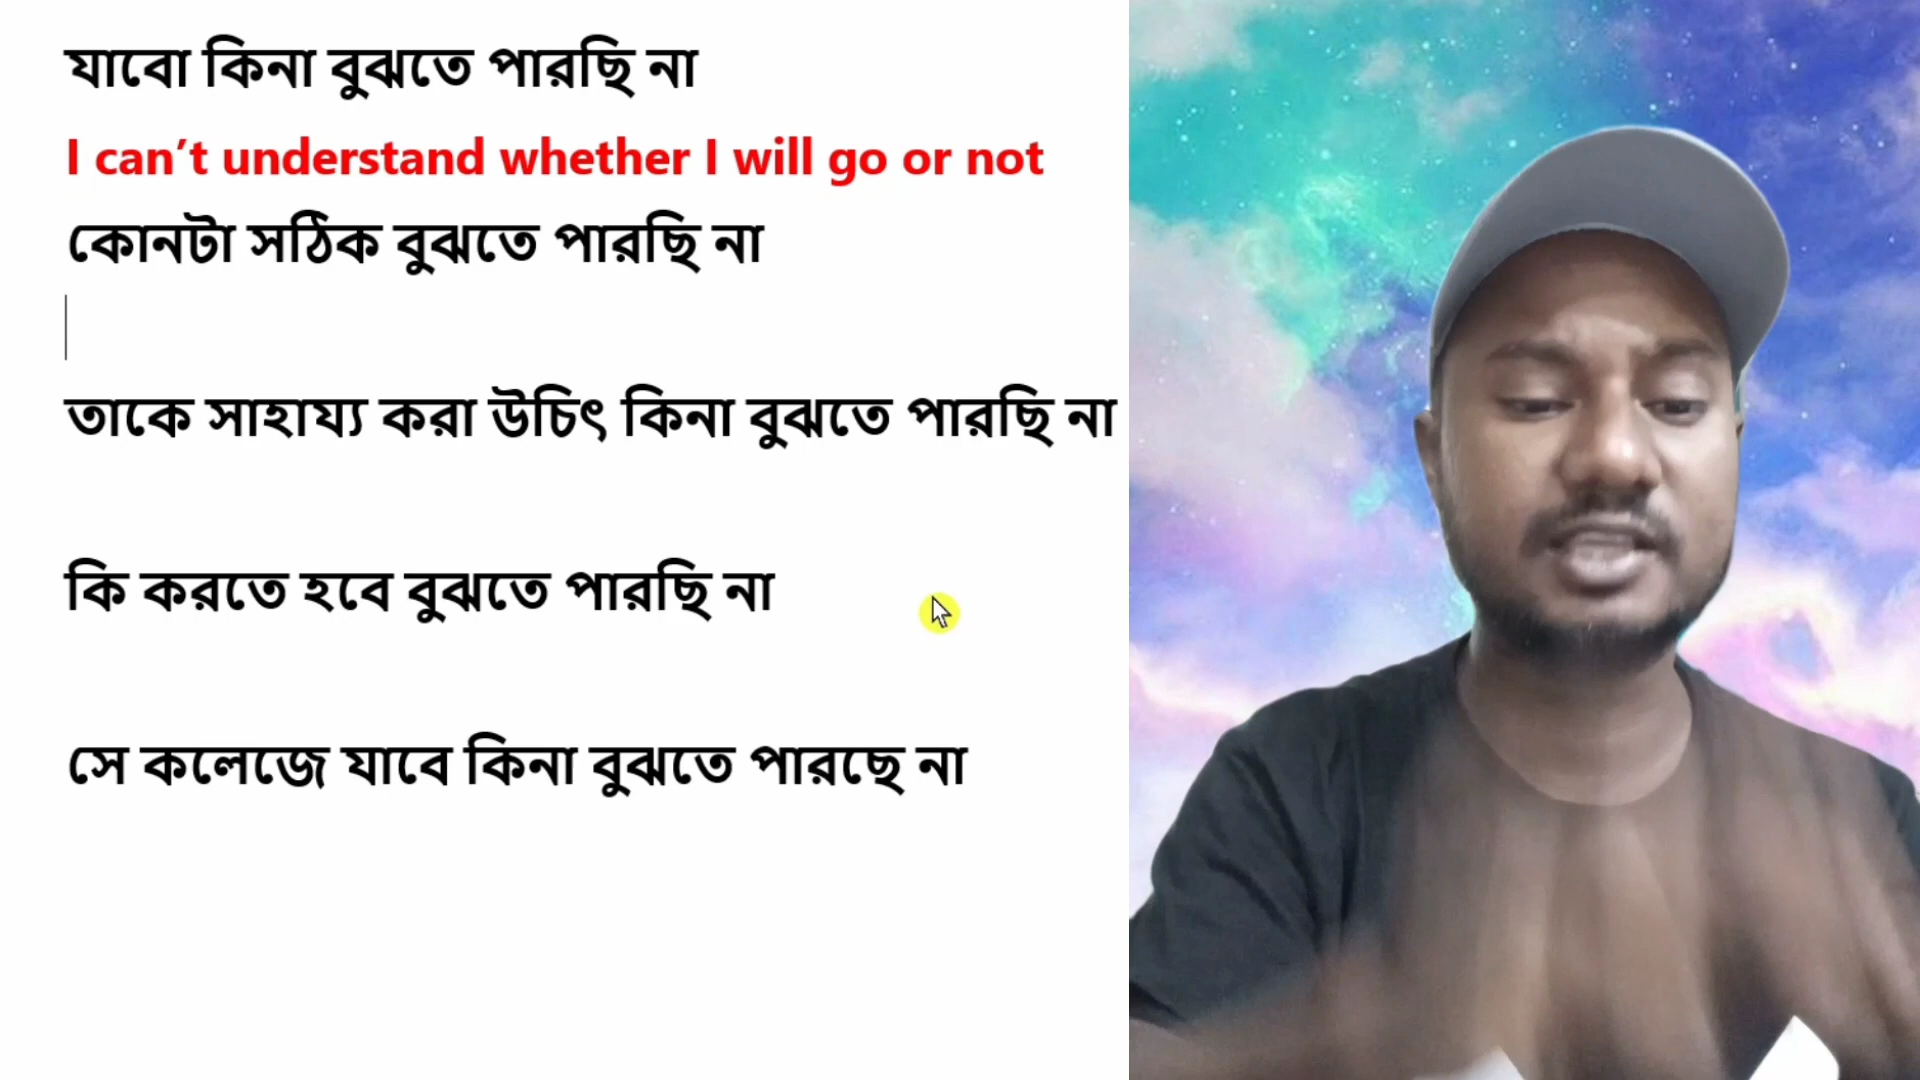 যাবো কিনা বুঝতে পারছি না
I can’t understand whether I will go or not
কোনটা সঠিক বুঝতে পারছি না
তাকে সাহায্য করা উচিৎ কিনা বুঝতে পারছি না
কি করতে হবে বুঝতে পারছি না
সে কলেজে যাবে কিনা বুঝতে পারছে না